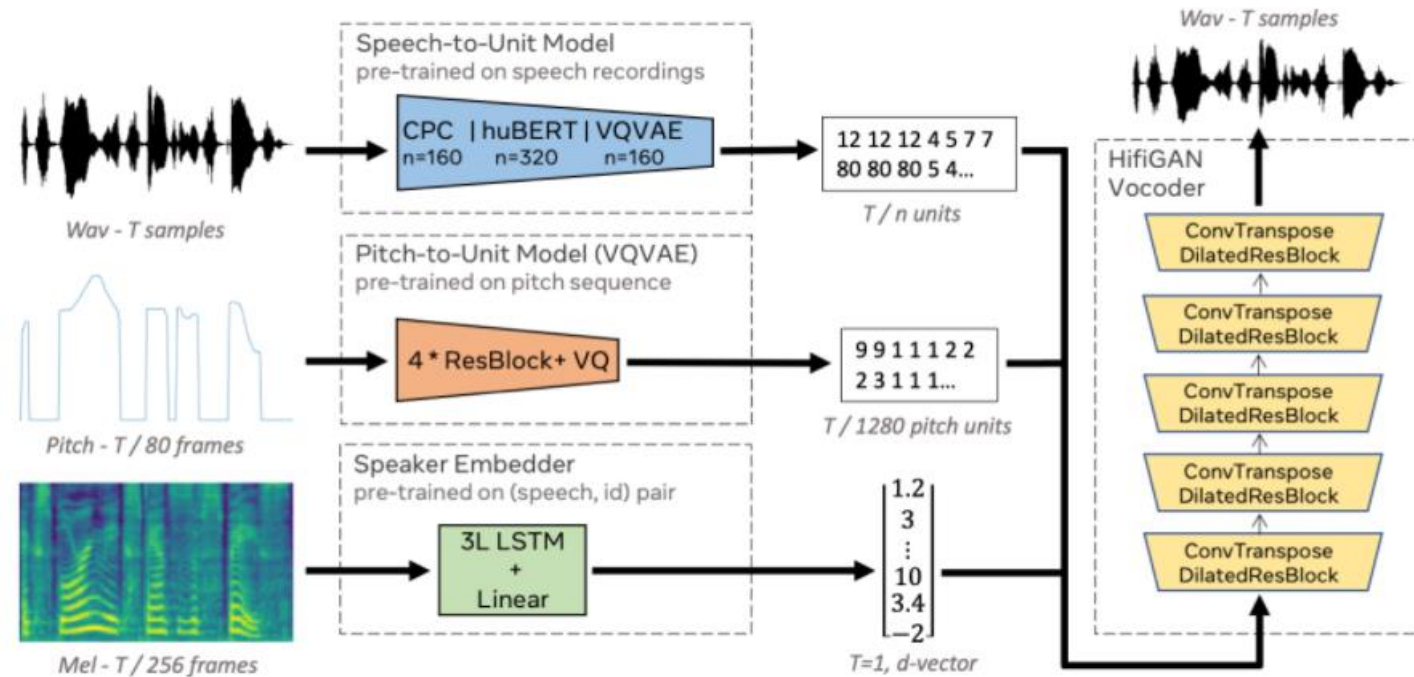 Wav - T samples
Speech-to-Unit Model
pre-trained on speech recordings
CPC | huBERT | VQVAE
n=160 n=320 n=160
12 12 12 4 5 7 7
80 80 80 5 4...
T / n units
Wav - T samples
Pitch-to-Unit Model (VQVAE)
pre-trained on pitch sequence
4 * ResBlock+ VQ
9 9 1 1 1 2 2
2 3 1 1 1...
T / 1280 pitch units
Pitch - T / 80 frames
Speaker Embedder
pre-trained on (speech, id) pair
3L LSTM
+
Linear
1.2
3
⋮
10
3.4
−2
T=1, d-vector
Mel - T / 256 frames
Wav - T samples
HifiGAN
Vocoder
ConvTranspose
DilatedResBlock
ConvTranspose
DilatedResBlock
ConvTranspose
DilatedResBlock
ConvTranspose
DilatedResBlock
ConvTranspose
DilatedResBlock